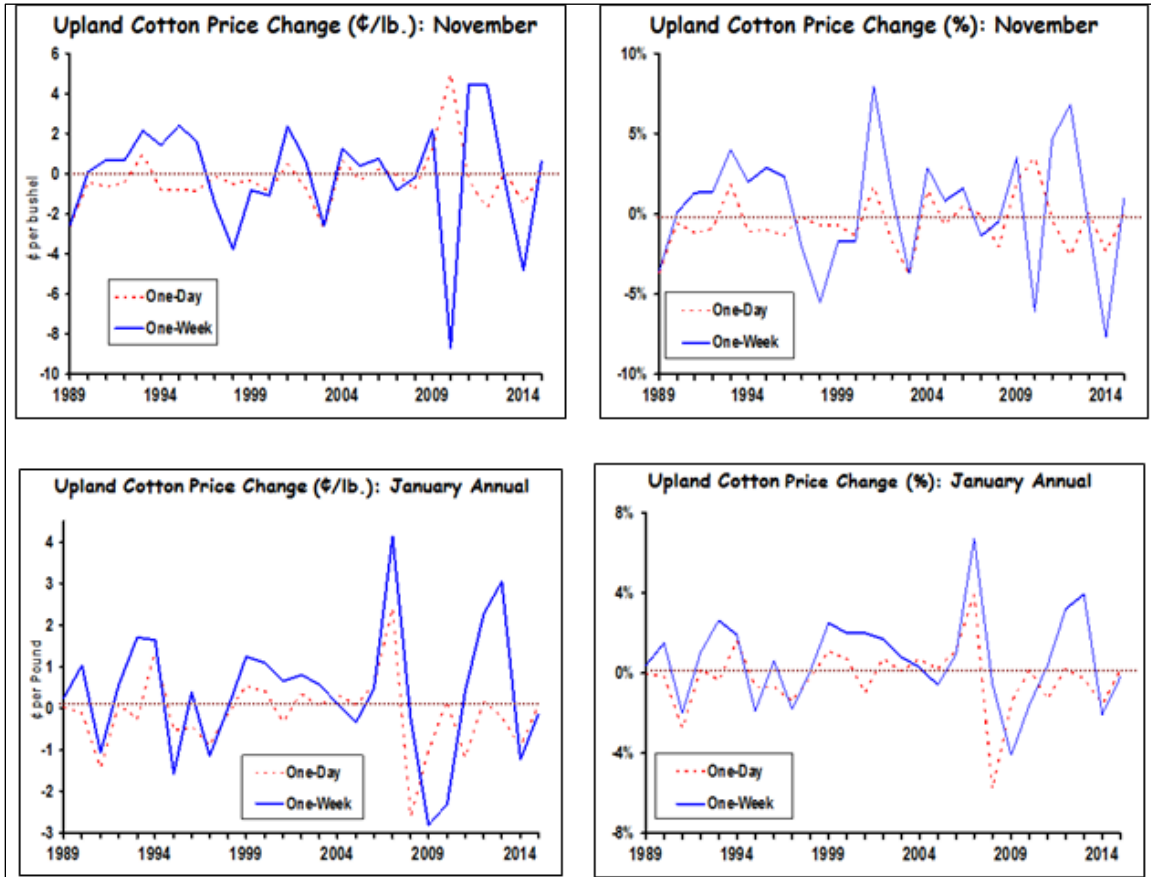 Upland Cotton Price Change (¢/lb.): November
6
4
2
0
-2
-4
-6
-8
-10
¢ per bushel
One-Day
One-Week
1989 1994 1999 2004 2009 2014
Upland Cotton Price Change (%): November
10%
5%
0%
-5%
-10%
One-Day
One-Week
1989 1994 1999 2004 2009 2014
Upland Cotton Price Change (¢/lb.): January Annual
4
3
2
1
0
-1
-2
-3
¢ per Pound
One-Day
One-Week
1989 1994 1999 2004 2009 2014
Upland Cotton Price Change (%): January Annual
8%
4%
0%
-4%
-8%
One-Day
One-Week
1989 1994 1999 2004 2009 2014